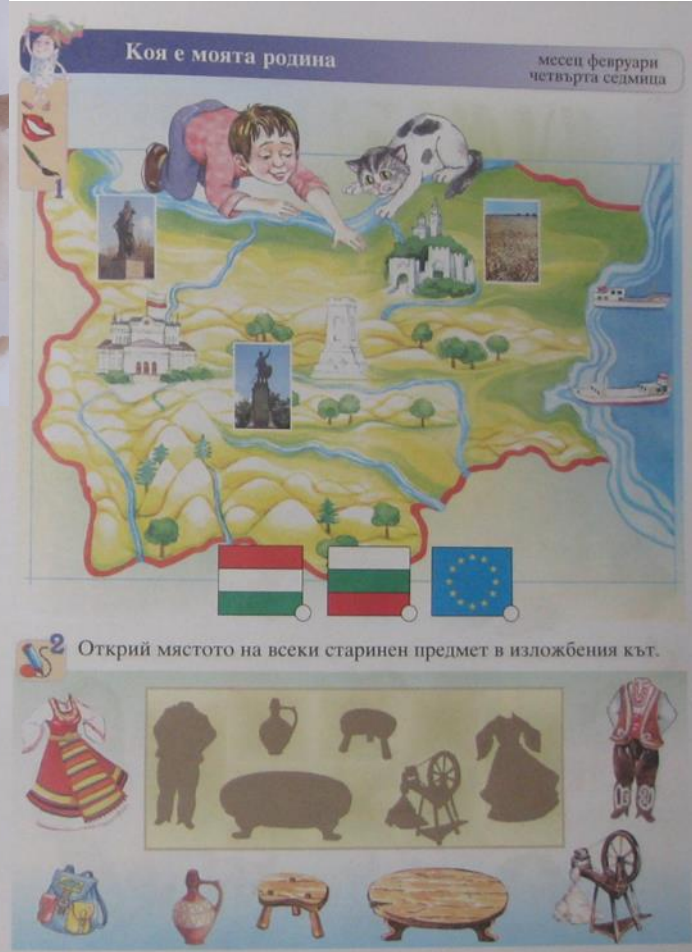 Коя е моята родина
месец февруари
четвърта седмица
1
2 Открий мястото на всеки старинен предмет в изложбения кът.